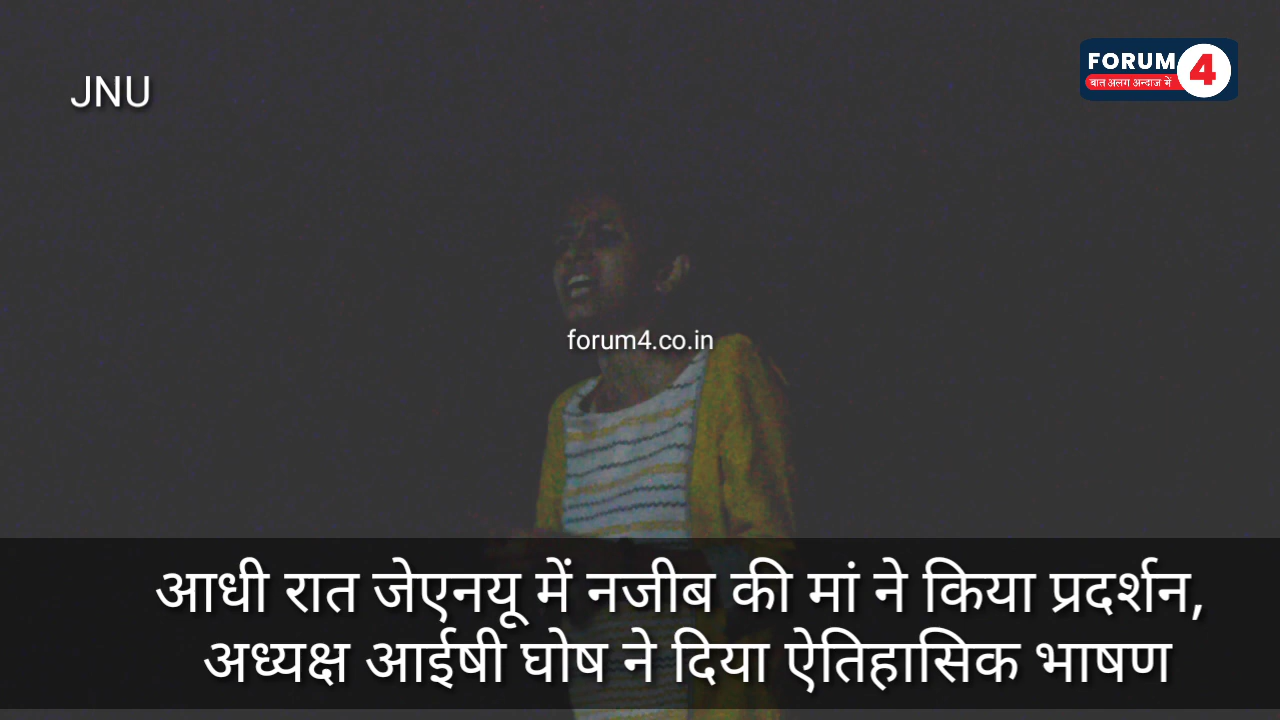 JNU
FORUM 4
बात अलग अन्दाज में
forum4.co.in
आधी रात जेएनयू में नजीब की मां ने किया प्रदर्शन,
अध्यक्ष आईषी घोष ने दिया ऐतिहासिक भाषण